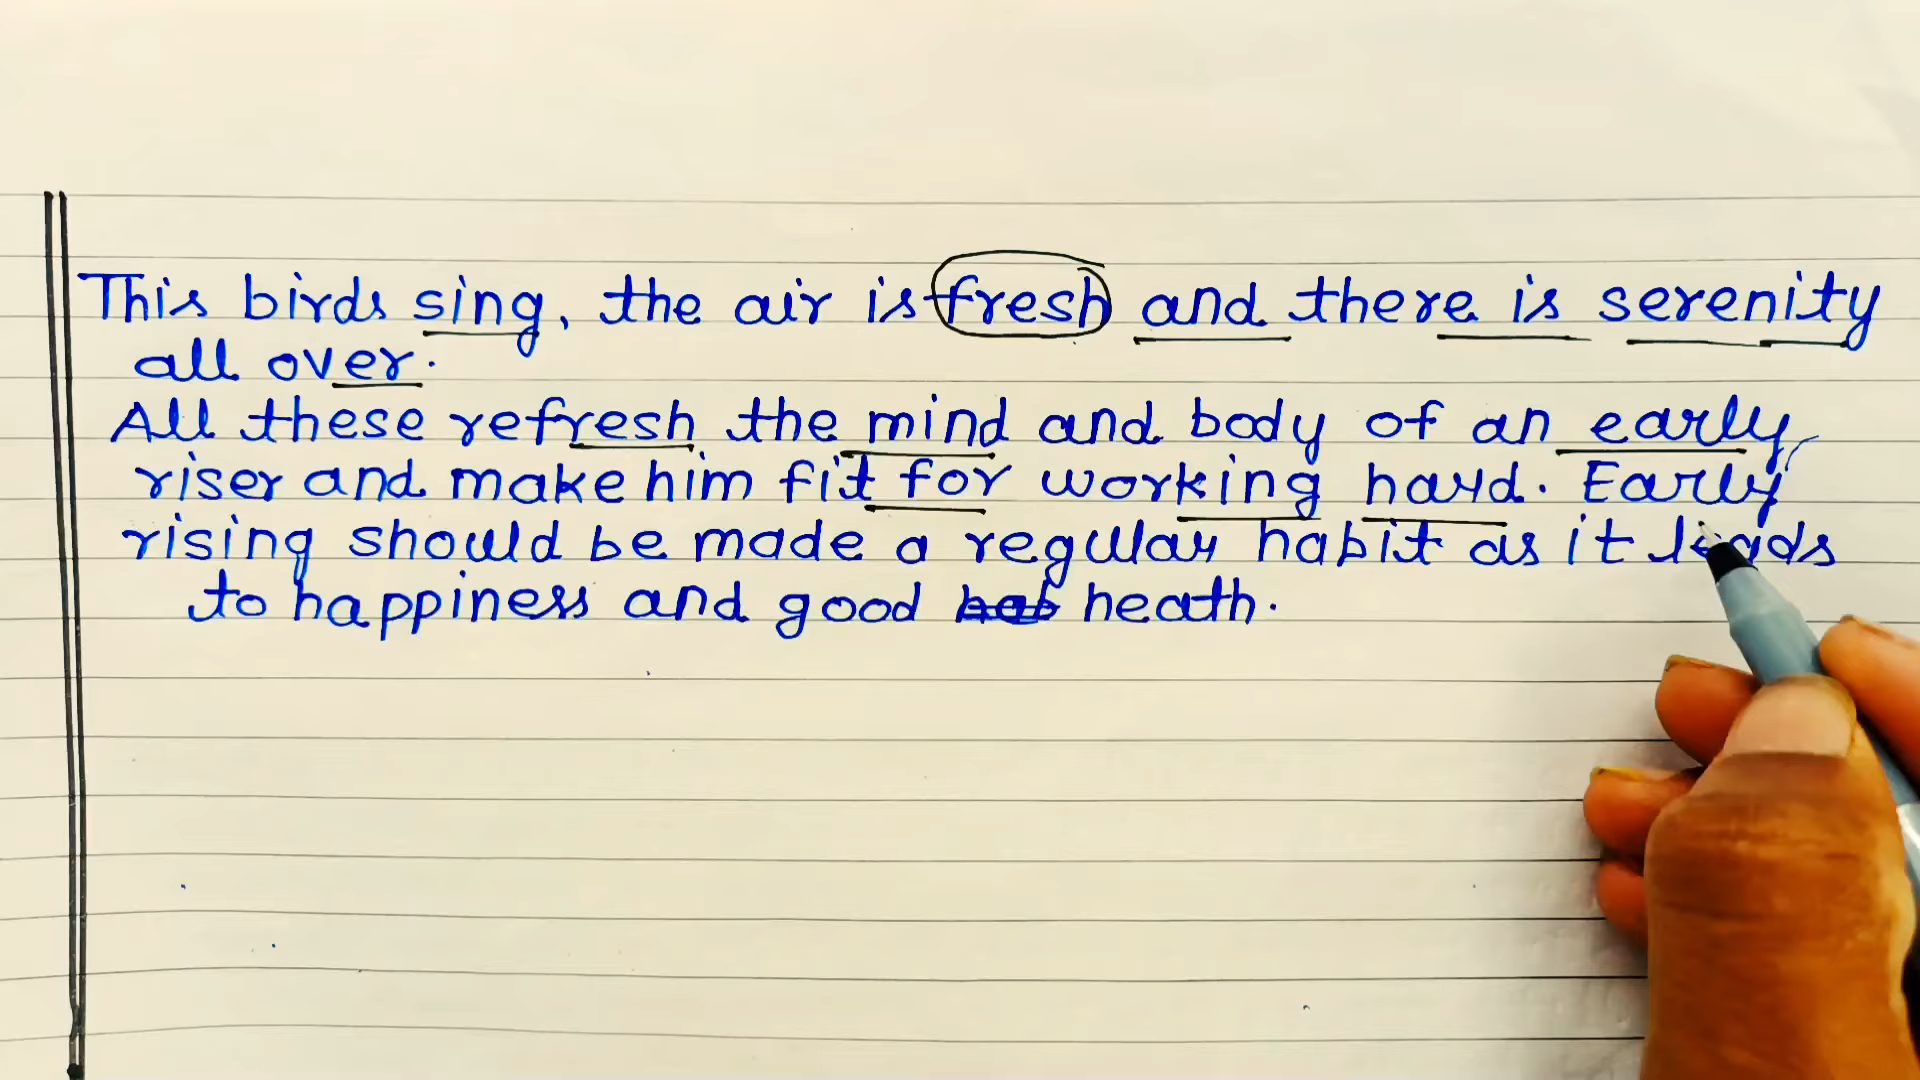 This birds sing, the air is fresh and there is serenity
all over.
All these refresh the mind and body of an early
riser and make him fit for working hard. Early
rising should be made a regular habit as it leads
to happiness and good heath.